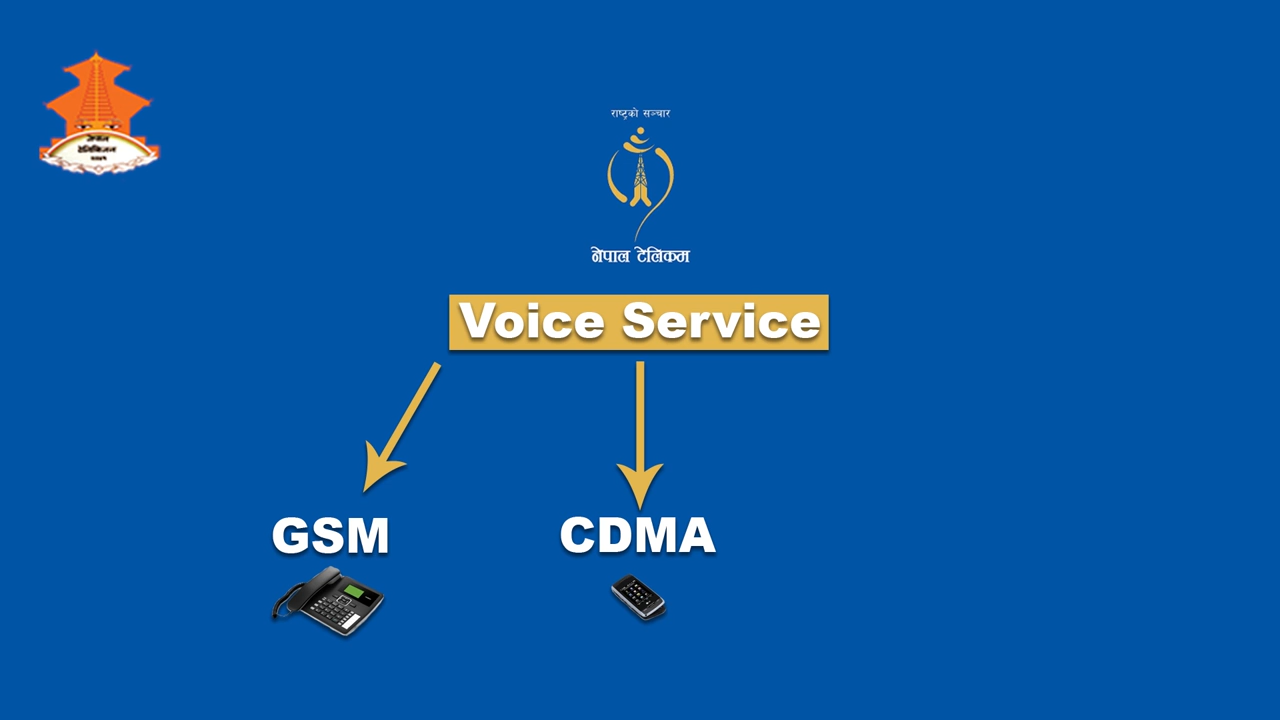 राष्ट्रको सञ्चार
नेपाल टेलिकम
Voice Service
GSM
CDMA